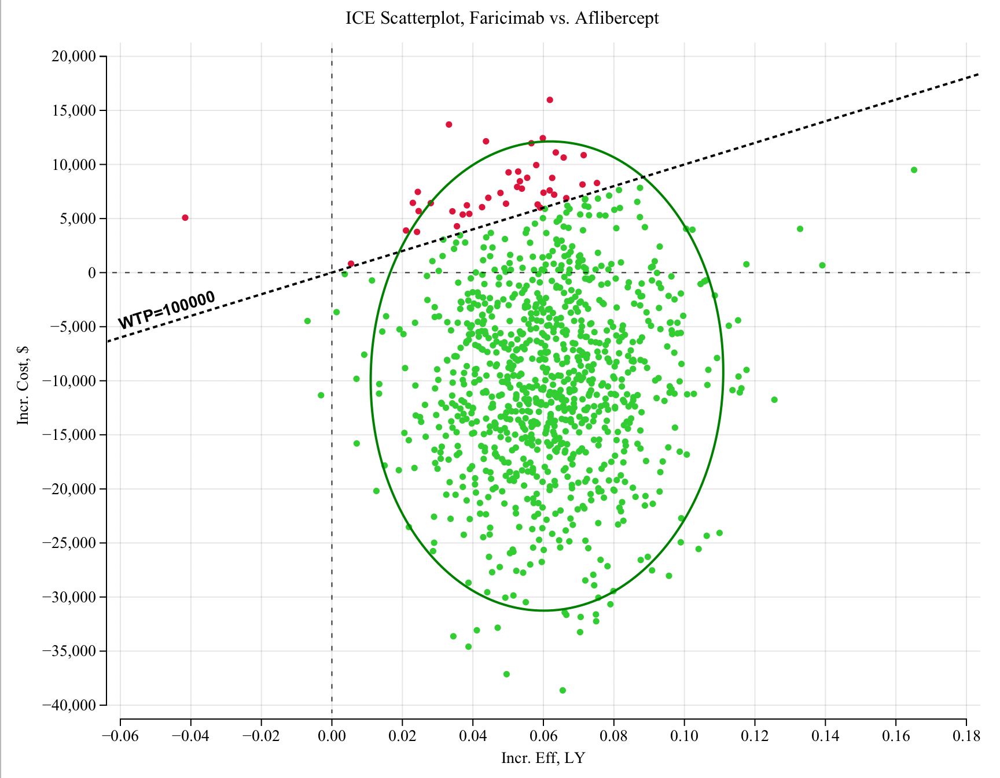 ICE Scatterplot, Faricimab vs. Aflibercept
20,000
15,000
10,000
5,000
0
−5,000
−10,000
−15,000
−20,000
−25,000
−30,000
−35,000
−40,000
Incr. Cost, $
WTP=100000
−0.06 −0.04 −0.02 0.00 0.02 0.04 0.06 0.08 0.10 0.12 0.14 0.16 0.18
Incr. Eff, LY